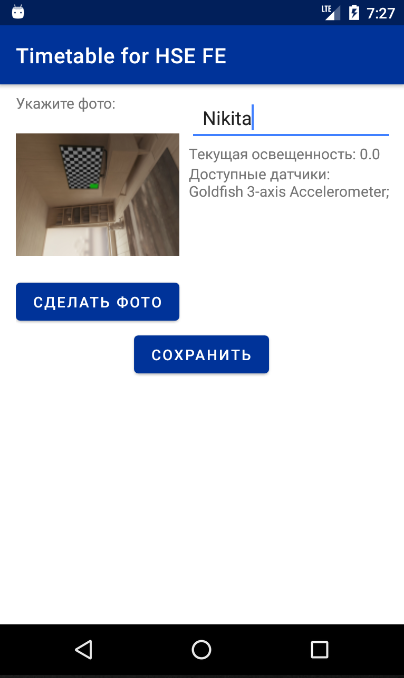 LTE 7:27
Timetable for HSE FE
Укажите фото:
Nikita
Текущая освещенность: 0.0
Доступные датчики:
Goldfish 3-axis Accelerometer;
СДЕЛАТЬ ФОТО
СОХРАНИТЬ